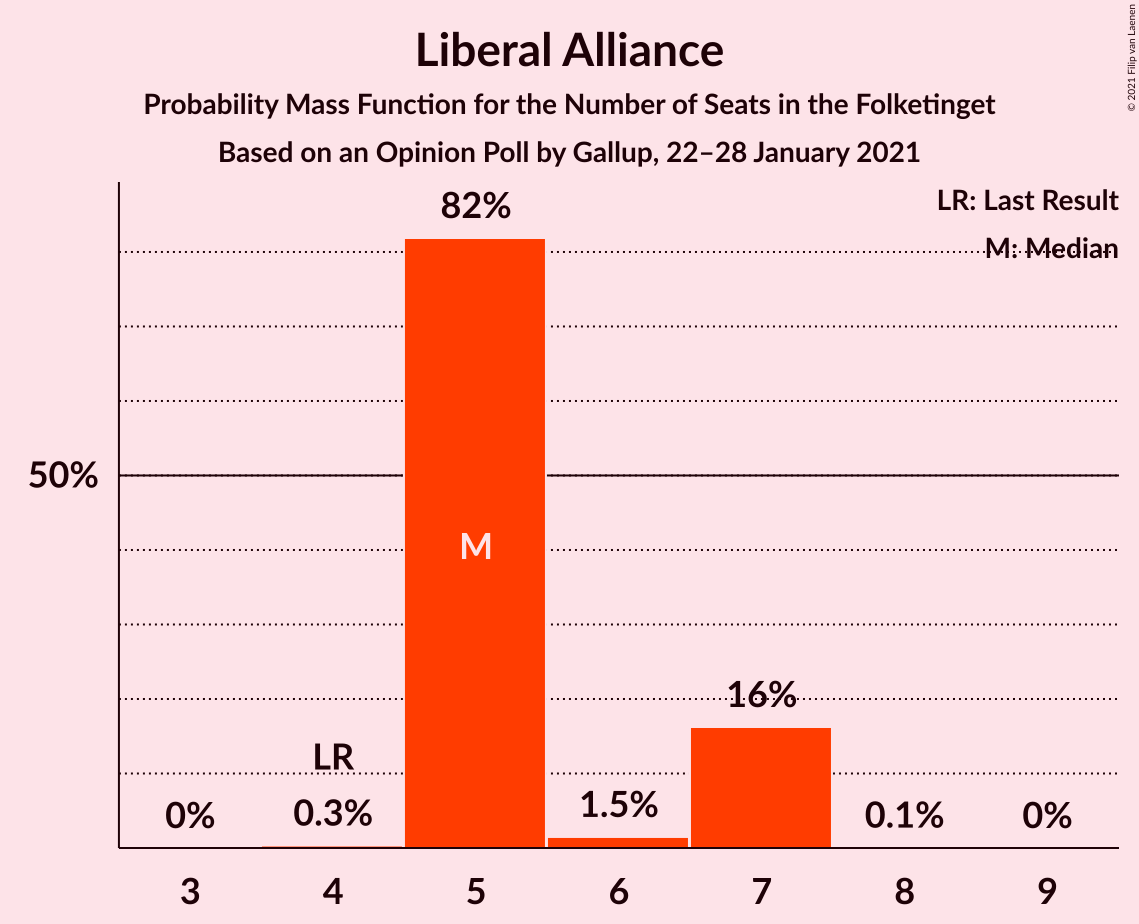 Liberal Alliance
Probability Mass Function for the Number of Seats in the Folketinget
Based on an Opinion Poll by Gallup, 22–28 January 2021
© 2021 Filip van Laenen
LR: Last Result
M: Median
82%
50%
M
16%
LR
0%
0.3%
1.5%
0.1%
0%
3 4 5 6 7 8 9